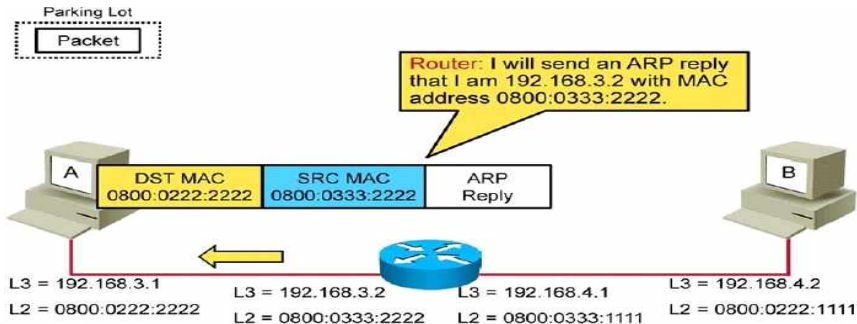 Parking Lot
Packet
Router: I will send an ARP reply
that I am 192.168.3.2 with MAC
address 0800:0333:2222.
A
DST MAC
0800:0222:2222
SRC MAC
0800:0333:2222
ARP
Reply
B
L3 = 192.168.3.1
L2 = 0800:0222:2222
L3 = 192.168.3.2
L2 = 0800:0333:2222
L3 = 192.168.4.1
L2 = 0800:0333:1111
L3 = 192.168.4.2
L2 = 0800:0222:1111